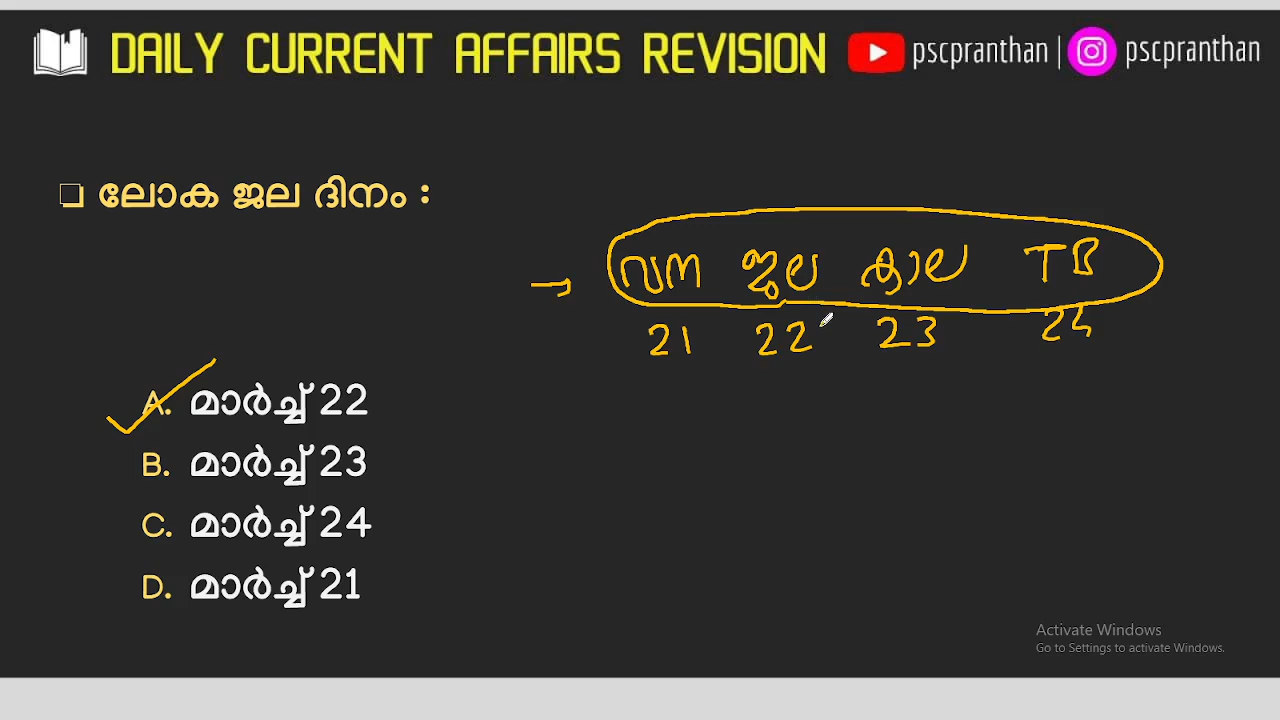 DAILY CURRENT AFFAIRS REVISION pscpranthan | pscpranthan
ലോക ജല ദിനം :
വന ജല കാല TB
21 22 23 24
A. മാർച്ച് 22
B. മാർച്ച് 23
C. മാർച്ച് 24
D. മാർച്ച് 21
Activate Windows
Go to Settings to activate Windows.